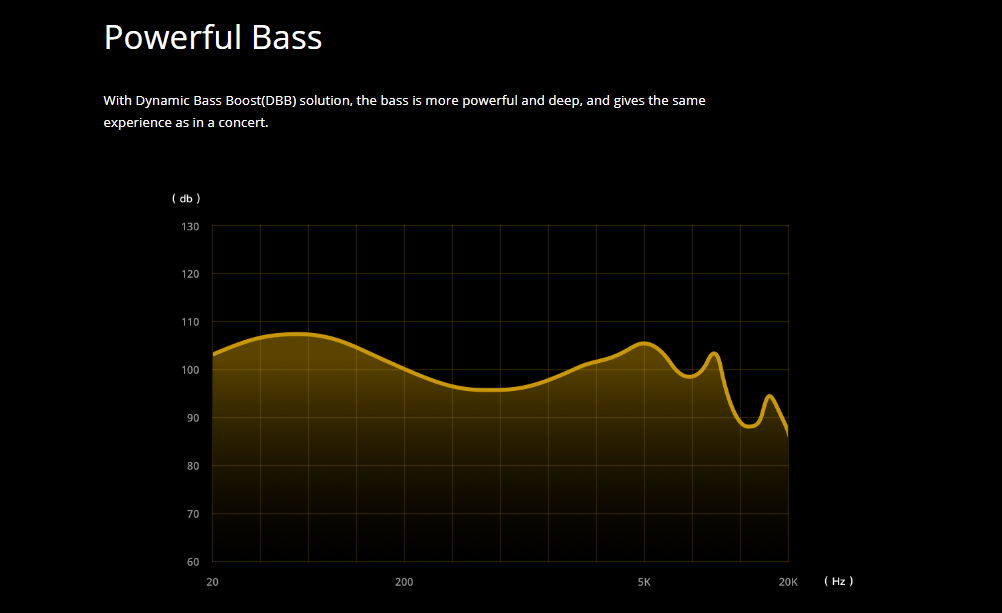 Powerful Bass
With Dynamic Bass Boost(DBB) solution, the bass is more powerful and deep, and gives the same
experience as in a concert.
( db )
130
120
110
100
90
80
70
60
20 200 5K 20K ( Hz )